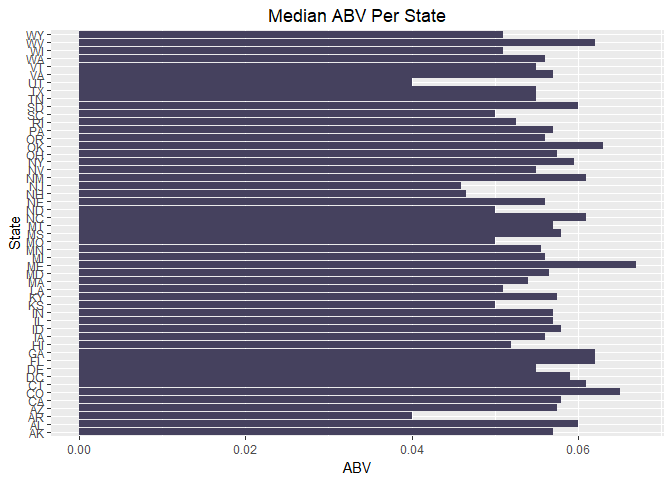 Median ABV Per State
WY
WV
WI
WA
VT
VA
UT
TX
TN
SD
SC
RI
PA
OR
OK
OH
NY
NV
NM
NJ
NH
NE
ND
NC
MT
MS
MO
MN
MI
ME
MD
MA
LA
KY
KS
IN
IL
ID
IA
HI
GA
FL
DE
DC
CT
CO
CA
AZ
AR
AL
AK
State
0.00 0.02 0.04 0.06
ABV